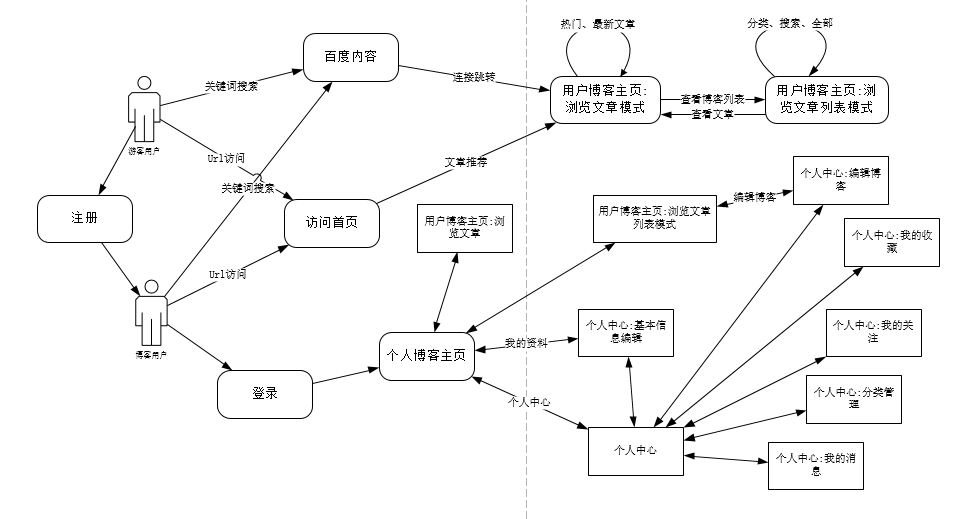 热门、最新文章
分类、搜索、全部
百度内容
连接跳转
关键词搜索
用户博客主页:
浏览文章模式
查看博客列表
查看文章
用户博客主页:浏
览文章列表模式
游客用户
Url访问
文章推荐
关键词搜索
个人中心:编辑博
客
编辑博客
注册
访问首页
用户博客主页:浏
览文章
用户博客主页:浏览文章
列表模式
个人中心:我的收
藏
Url访问
博客用户
个人中心:基本信
息编辑
个人中心:我的关
注
我的资料
个人博客主页
登录
个人中心
个人中心:分类管
理
个人中心
个人中心:我的消
息